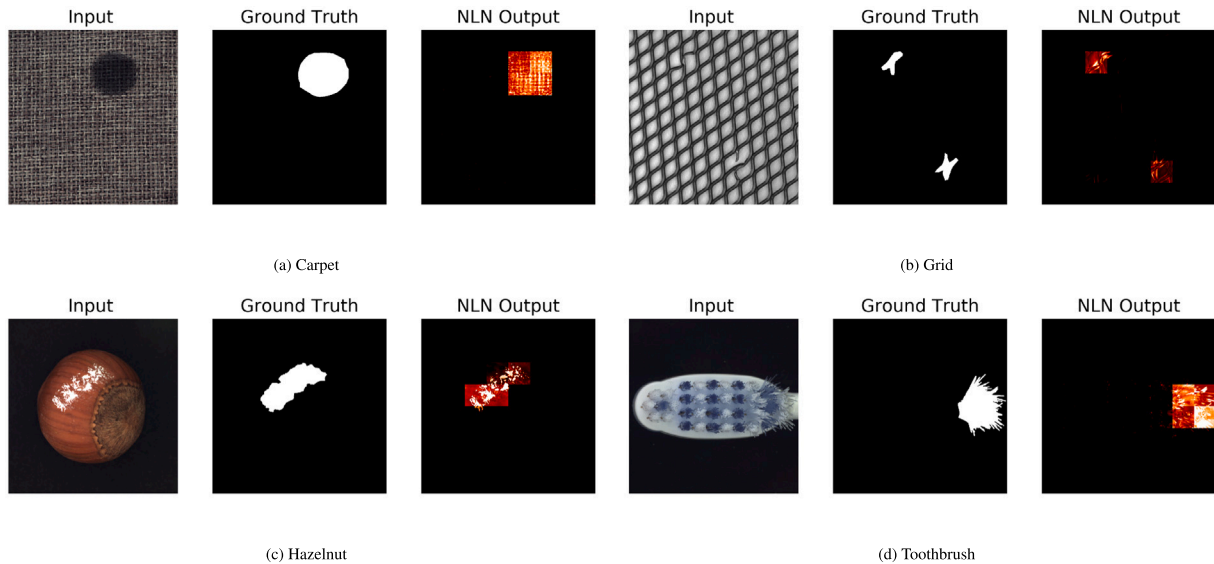 Input Ground Truth NLN Output Input Ground Truth NLN Output
(a) Carpet (b) Grid
Input Ground Truth NLN Output Input Ground Truth NLN Output
(c) Hazelnut (d) Toothbrush